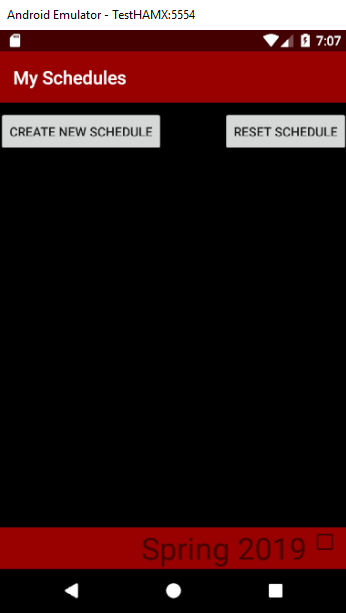 Android Emulator - TestHAMX:5554
7:07
My Schedules
CREATE NEW SCHEDULE RESET SCHEDULE
Spring 2019